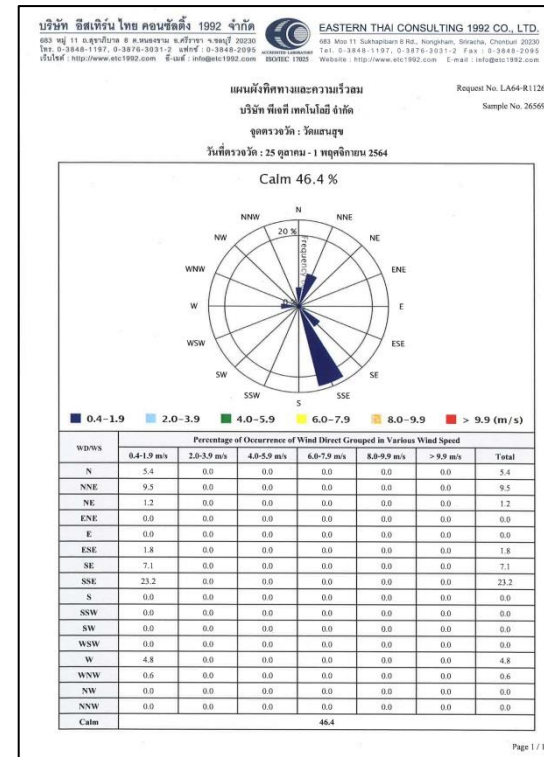 บริษัท อีสเทิร์น ไทย คอนซัลติ้ง 1992 จำกัด
683 หมู่ 11 ถ.สุขาภิบาล 8 ต.หนองขาม อ.ศรีราชา จ.ชลบุรี 20230
โทร. 0-3848-1197, 0-3876-3031-2 แฟกซ์ : 0-3848-2095
เว็บไซต์ : http://www.etc1992.com อี-เมล์ : info@etc1992.com
ACCREDITED LABORATORY
ISO/IEC 17025
EASTERN THAI CONSULTING 1992 CO., LTD.
683 Moo 11 Sukhapibarn 8 Rd., Nongkham, Sriracha, Chonburi 20230
Tel. 0-3848-1197, 0-3876-3031-2 Fax : 0-3848-2095
Website : http://www.etc1992.com E-mail : info@etc1992.com
แผนผังทิศทางและความเร็วลม
Request No. LA64-R1126
บริษัท พีเจที เทคโนโลยี จำกัด
Sample No. 26569
จุดตรวจวัด : วัดแสนสุข
วันที่ตรวจวัด : 25 ตุลาคม - 1 พฤศจิกายน 2564
Calm 46.4 %
N
NNW
NNE
20 %
NW
NE
WNW
ENE
Frequency
W
0 %
E
WSW
ESE
SW
SE
SSW
SSE
S
0.4-1.9 2.0-3.9 4.0-5.9 6.0-7.9 8.0-9.9 > 9.9 (m/s)
WD/WS Percentage of Occurrence of Wind Direct Grouped in Various Wind Speed
0.4-1.9 m/s 2.0-3.9 m/s 4.0-5.9 m/s 6.0-7.9 m/s 8.0-9.9 m/s > 9.9 m/s Total
N 5.4 0.0 0.0 0.0 0.0 0.0 5.4
NNE 9.5 0.0 0.0 0.0 0.0 0.0 9.5
NE 1.2 0.0 0.0 0.0 0.0 0.0 1.2
ENE 0.0 0.0 0.0 0.0 0.0 0.0 0.0
E 0.0 0.0 0.0 0.0 0.0 0.0 0.0
ESE 1.8 0.0 0.0 0.0 0.0 0.0 1.8
SE 7.1 0.0 0.0 0.0 0.0 0.0 7.1
SSE 23.2 0.0 0.0 0.0 0.0 0.0 23.2
S 0.0 0.0 0.0 0.0 0.0 0.0 0.0
SSW 0.0 0.0 0.0 0.0 0.0 0.0 0.0
SW 0.0 0.0 0.0 0.0 0.0 0.0 0.0
WSW 0.0 0.0 0.0 0.0 0.0 0.0 0.0
W 4.8 0.0 0.0 0.0 0.0 0.0 4.8
WNW 0.6 0.0 0.0 0.0 0.0 0.0 0.6
NW 0.0 0.0 0.0 0.0 0.0 0.0 0.0
NNW 0.0 0.0 0.0 0.0 0.0 0.0 0.0
Calm 46.4
Page 1 / 1